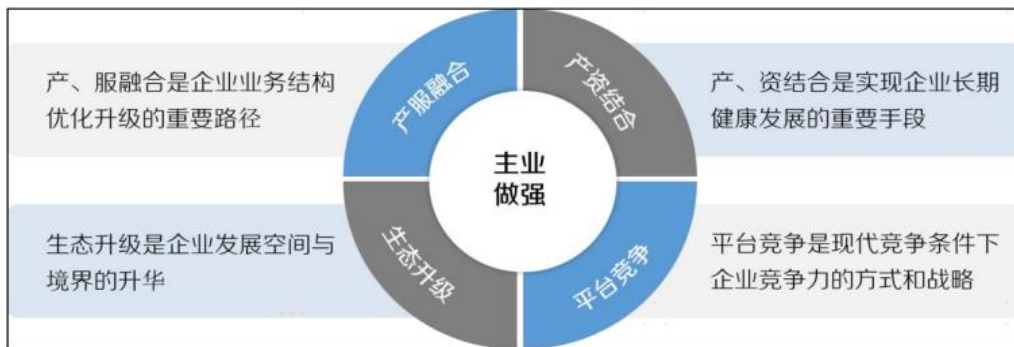 产、服融合是企业业务结构
优化升级的重要路径
产服融合
产资结合
产、资结合是实现企业长期
健康发展的重要手段
主业
做强
生态升级是企业发展空间与
境界的升华
生态升级
平台竞争
平台竞争是现代竞争条件下
企业竞争力的方式和战略